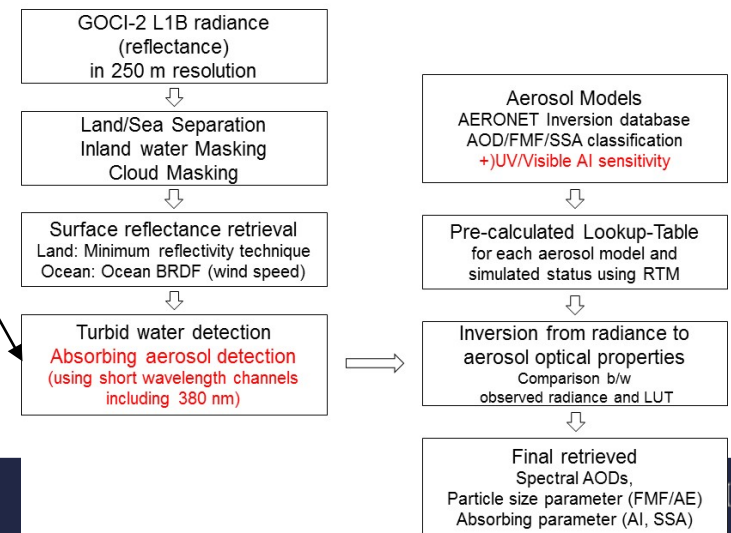 GOCI-2 L1B radiance
(reflectance)
in 250 m resolution
Land/Sea Separation
Inland water Masking
Cloud Masking
Surface reflectance retrieval
Land: Minimum reflectivity technique
Ocean: Ocean BRDF (wind speed)
Turbid water detection
Absorbing aerosol detection
(using short wavelength channels
including 380 nm)
Aerosol Models
AERONET Inversion database
AOD/FMF/SSA classification
+)UV/Visible AI sensitivity
Pre-calculated Lookup-Table
for each aerosol model and
simulated status using RTM
Inversion from radiance to
aerosol optical properties
Comparison b/w
observed radiance and LUT
Final retrieved
Spectral AODs,
Particle size parameter (FMF/AE)
Absorbing parameter (AI, SSA)